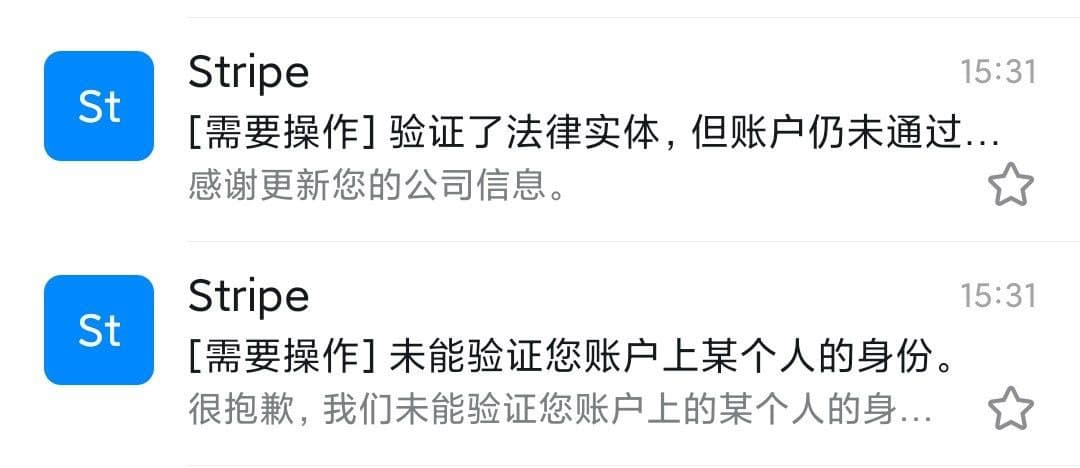 St
Stripe
15:31
[需要操作] 验证了法律实体，但账户仍未通过...
感谢更新您的公司信息。
St
Stripe
15:31
[需要操作] 未能验证您账户上某个人的身份。
很抱歉，我们未能验证您账户上的某个人的身...